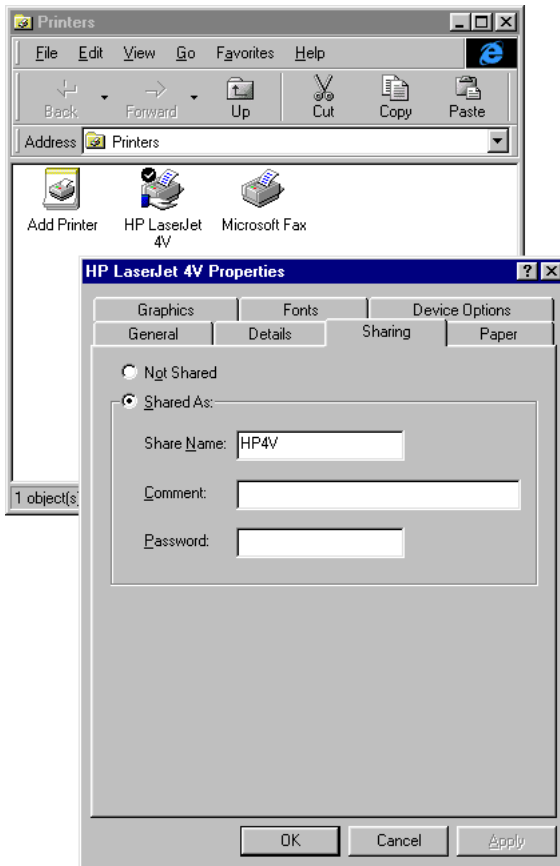 Printers
File Edit View Go Favorites Help
Back Forward Up Cut Copy Paste
Address Printers
Add Printer HP LaserJet 4V Microsoft Fax
1 object(s)
HP LaserJet 4V Properties
Graphics Fonts Device Options
General Details Sharing Paper
Not Shared
Shared As:
Share Name: HP4V
Comment:
Password:
OK Cancel Apply